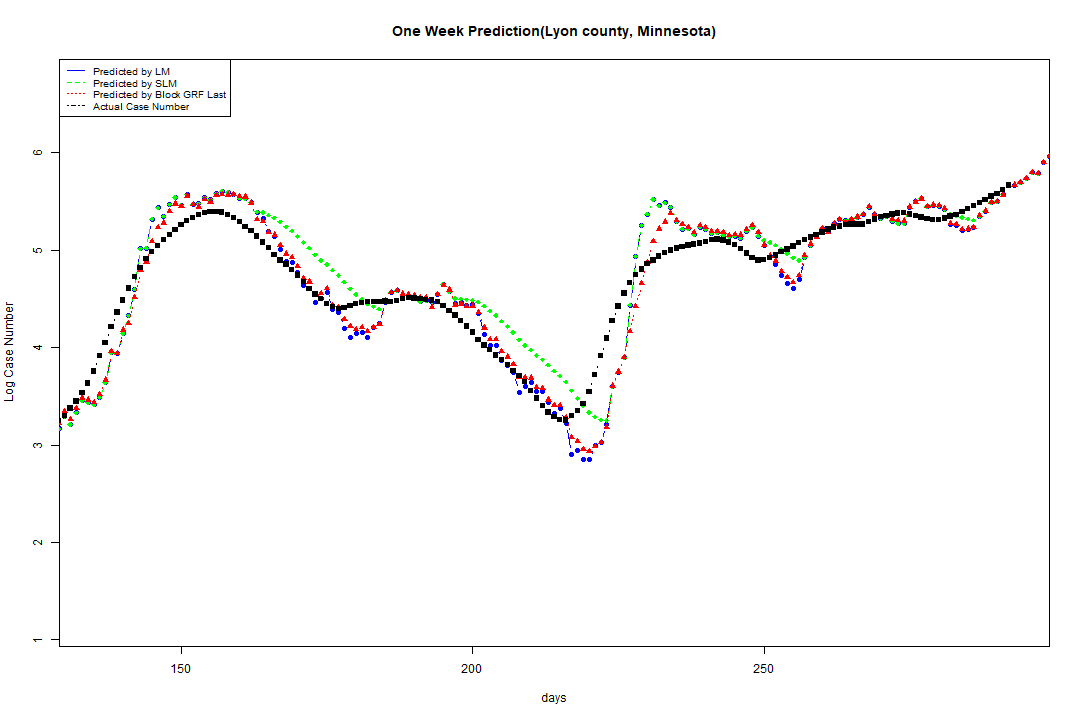 One Week Prediction(Lyon county, Minnesota)
Predicted by LM
Predicted by SLM
Predicted by Block GRF Last
Actual Case Number
Log Case Number
6
5
4
3
2
1
150
200
250
days